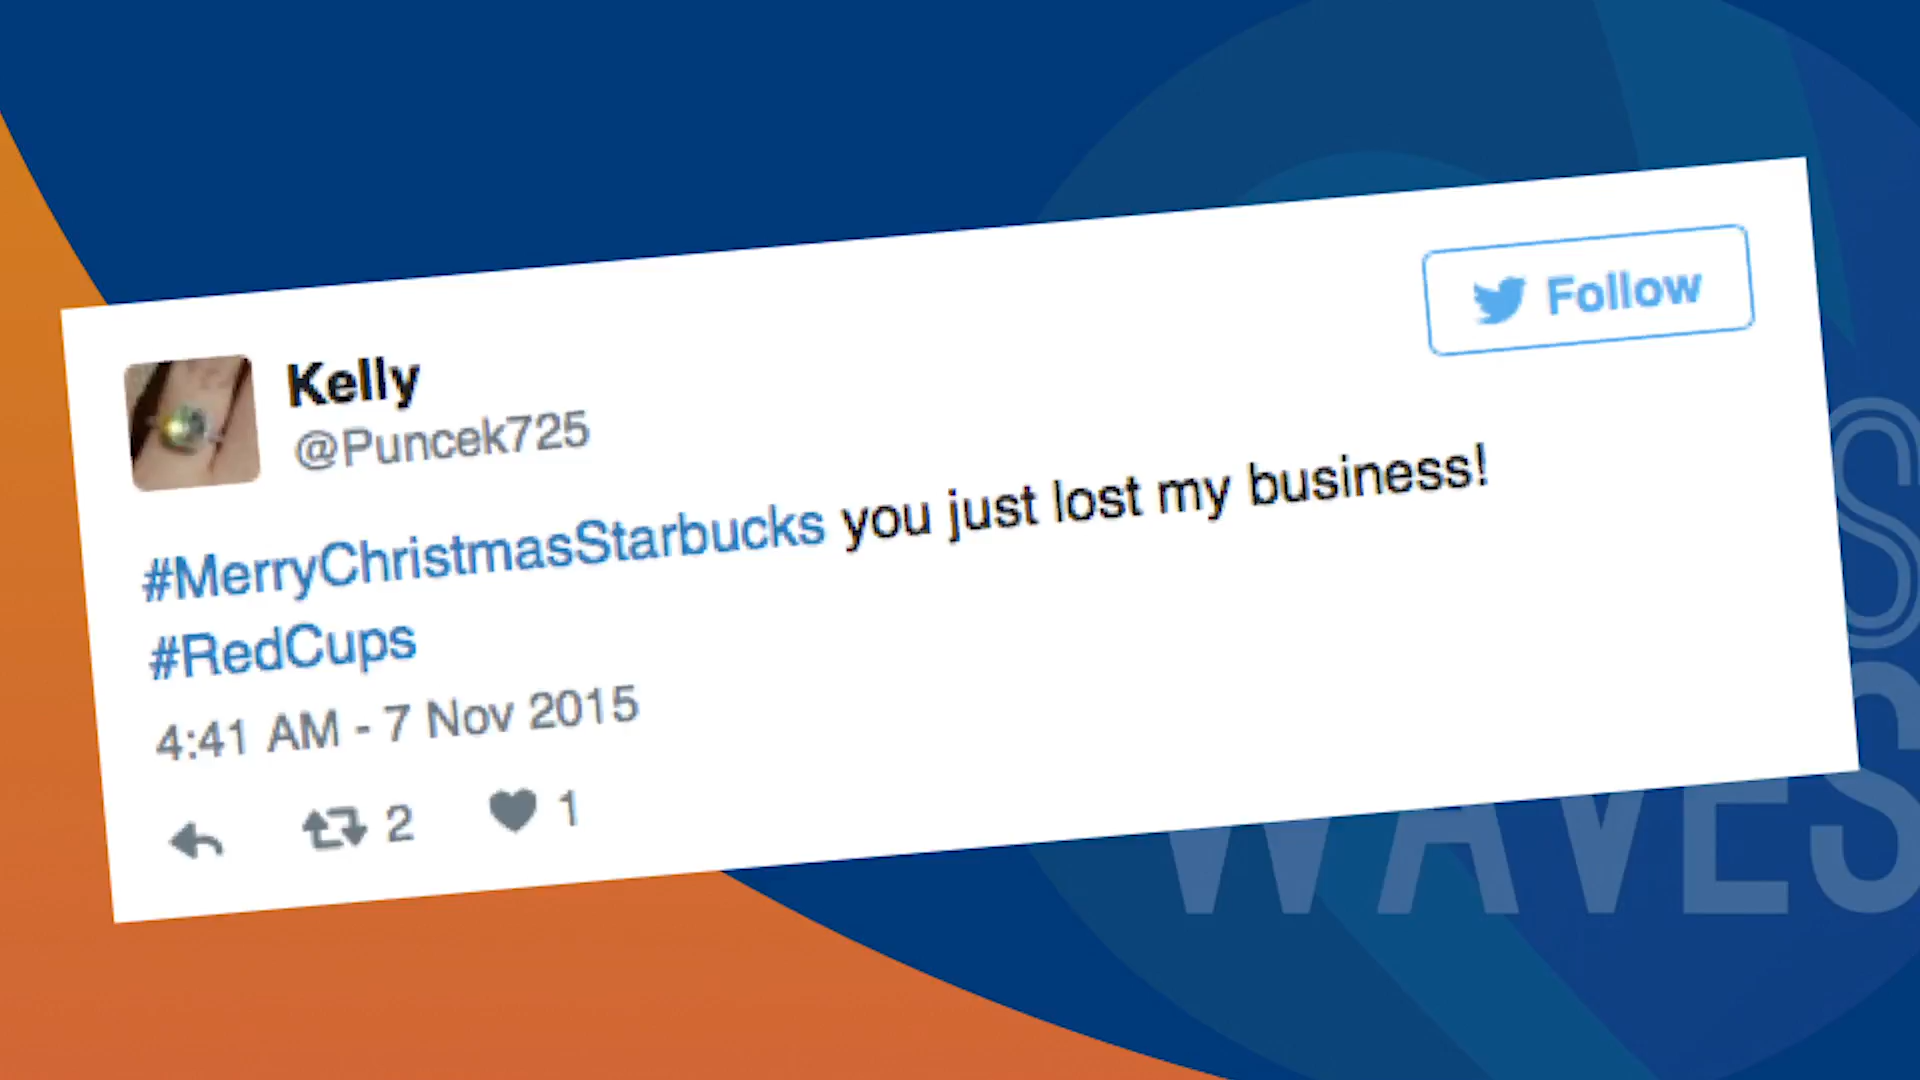 Follow
Kelly
@Puncek725
#MerryChristmasStarbucks you just lost my business!
#RedCups
4:41 AM - 7 Nov 2015
2 1
S
WAVES